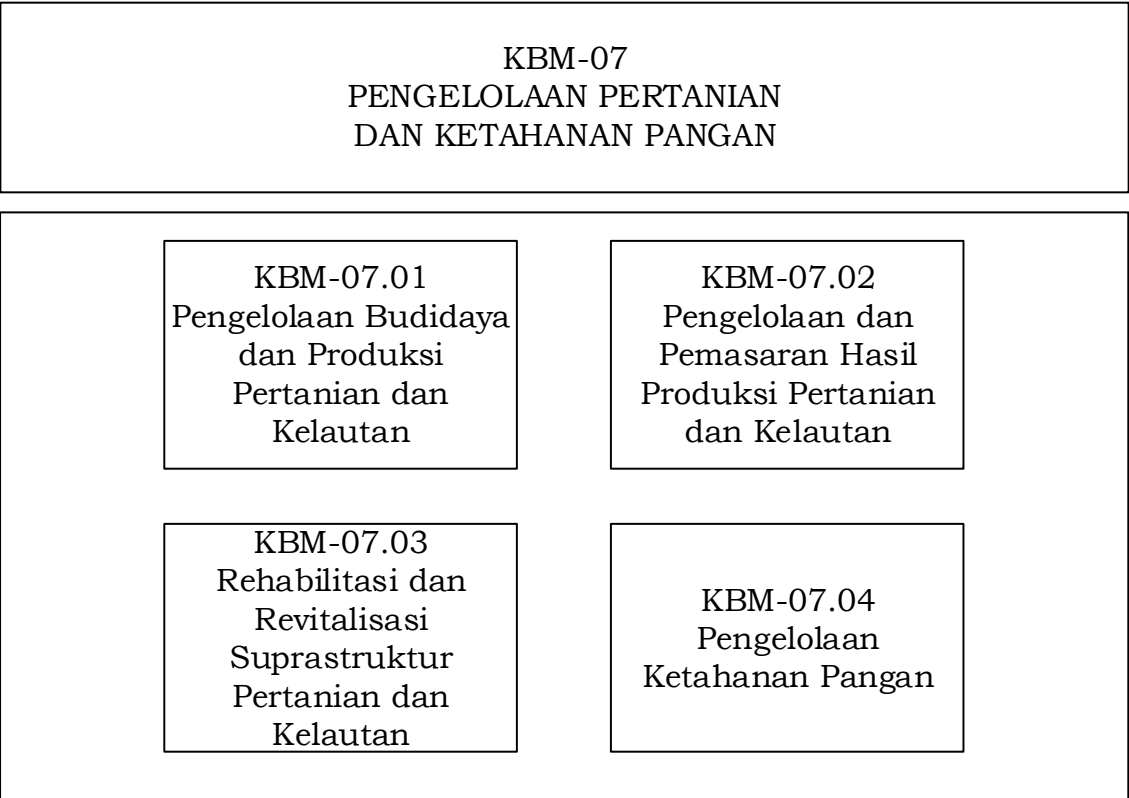 KBM-07
PENGELOLAAN PERTANIAN
DAN KETAHANAN PANGAN
KBM-07.01
Pengelolaan Budidaya
dan Produksi
Pertanian dan
Kelautan
KBM-07.02
Pengelolaan dan
Pemasaran Hasil
Produksi Pertanian
dan Kelautan
KBM-07.03
Rehabilitasi dan
Revitalisasi
Suprastruktur
Pertanian dan
Kelautan
KBM-07.04
Pengelolaan
Ketahanan Pangan